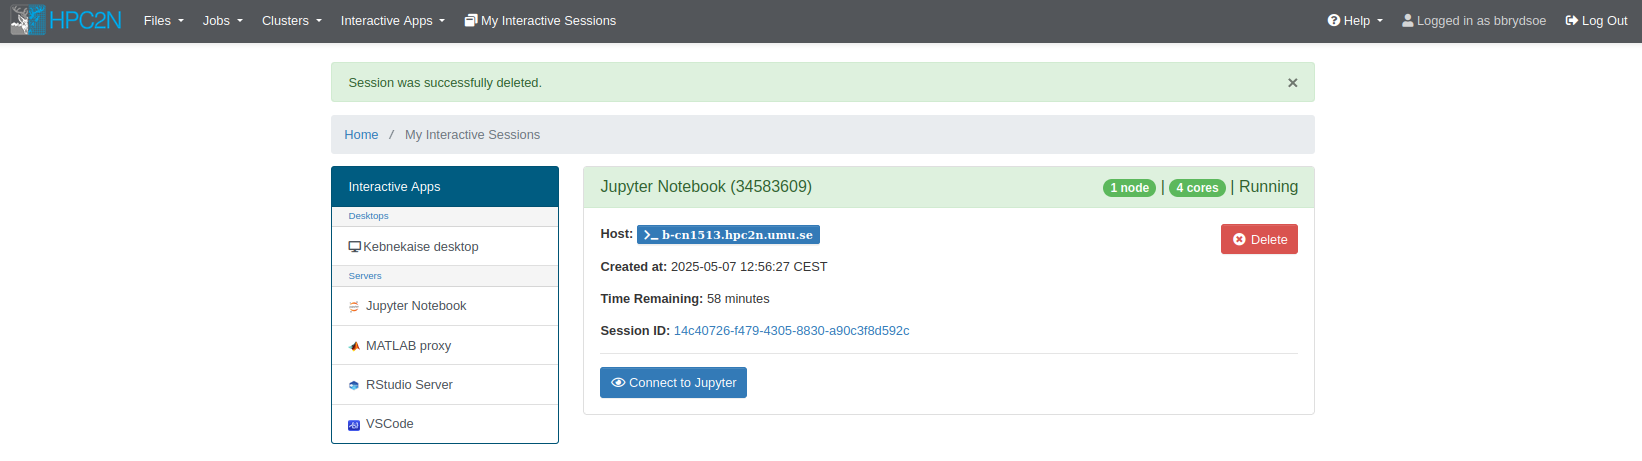 HPC2N Files Jobs Clusters Interactive Apps My Interactive Sessions Help Logged in as bbrydsoe Log Out
Session was successfully deleted. ×
Home / My Interactive Sessions
Interactive Apps
Desktops
Kebnekaise desktop
Servers
Jupyter Notebook
MATLAB proxy
RStudio Server
VSCode
Jupyter Notebook (34583609) 1 node | 4 cores | Running
Host: >_ b-cn1513.hpc2n.umu.se Delete
Created at: 2025-05-07 12:56:27 CEST
Time Remaining: 58 minutes
Session ID: 14c40726-f479-4305-8830-a90c3f8d592c
Connect to Jupyter